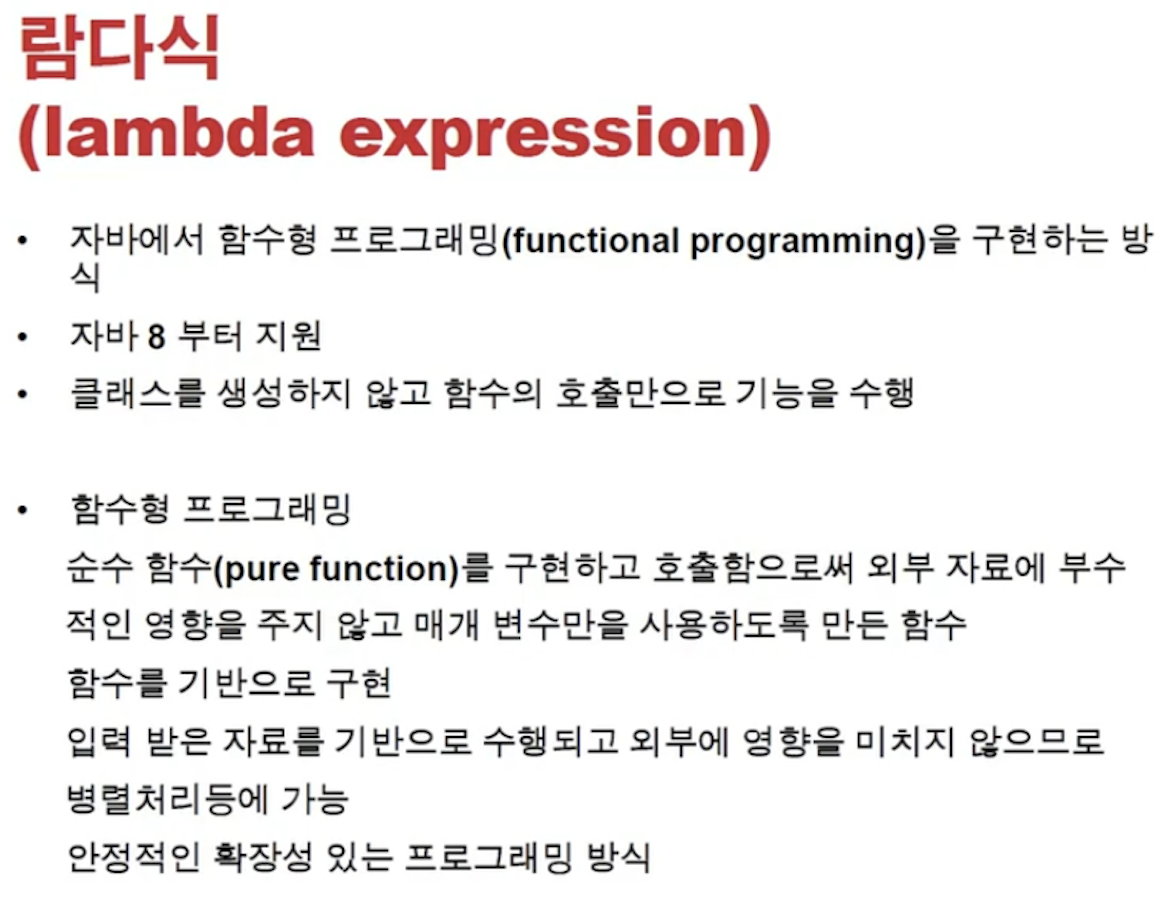 람다식
(lambda expression)
• 자바에서 함수형 프로그래밍(functional programming)을 구현하는 방
식
• 자바 8 부터 지원
• 클래스를 생성하지 않고 함수의 호출만으로 기능을 수행
• 함수형 프로그래밍
순수 함수(pure function)를 구현하고 호출함으로써 외부 자료에 부수
적인 영향을 주지 않고 매개 변수만을 사용하도록 만든 함수
함수를 기반으로 구현
입력 받은 자료를 기반으로 수행되고 외부에 영향을 미치지 않으므로
병렬처리등에 가능
안정적인 확장성 있는 프로그래밍 방식